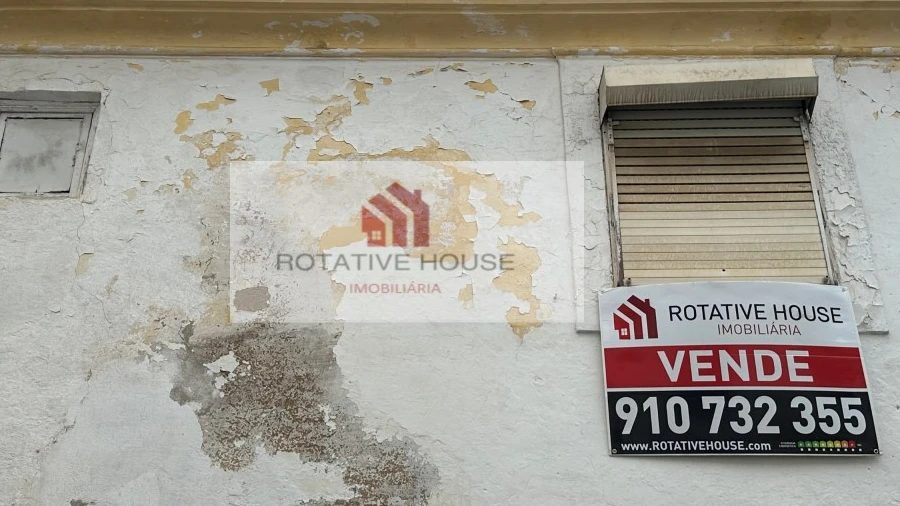 ROTATIVE HOUSE
IMOBILIÁRIA
ROTATIVE HOUSE
IMOBILIÁRIA
VENDE
910 732 355
www.ROTATIVEHOUSE.com